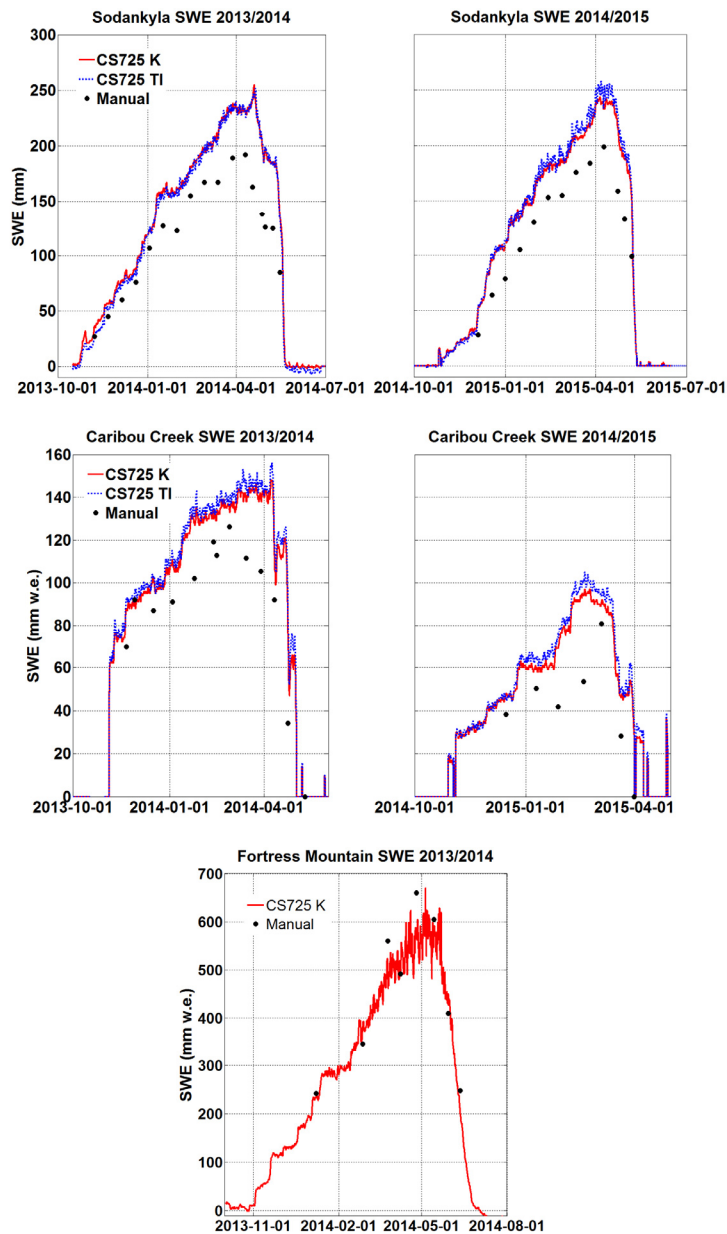 Sodankyla SWE 2013/2014
300
250
200
150
100
50
0
SWE (mm)
CS725 K
CS725 TI
Manual
2013-10-01 2014-01-01 2014-04-01 2014-07-01
Sodankyla SWE 2014/2015
2014-10-01 2015-01-01 2015-04-01 2015-07-01
Caribou Creek SWE 2013/2014
160
140
120
100
80
60
40
20
0
SWE (mm w.e.)
CS725 K
CS725 TI
Manual
2013-10-01 2014-01-01 2014-04-01
Caribou Creek SWE 2014/2015
2014-10-01 2015-01-01 2015-04-01
Fortress Mountain SWE 2013/2014
700
600
500
400
300
200
100
0
SWE (mm w.e.)
CS725 K
Manual
2013-11-01 2014-02-01 2014-05-01 2014-08-01